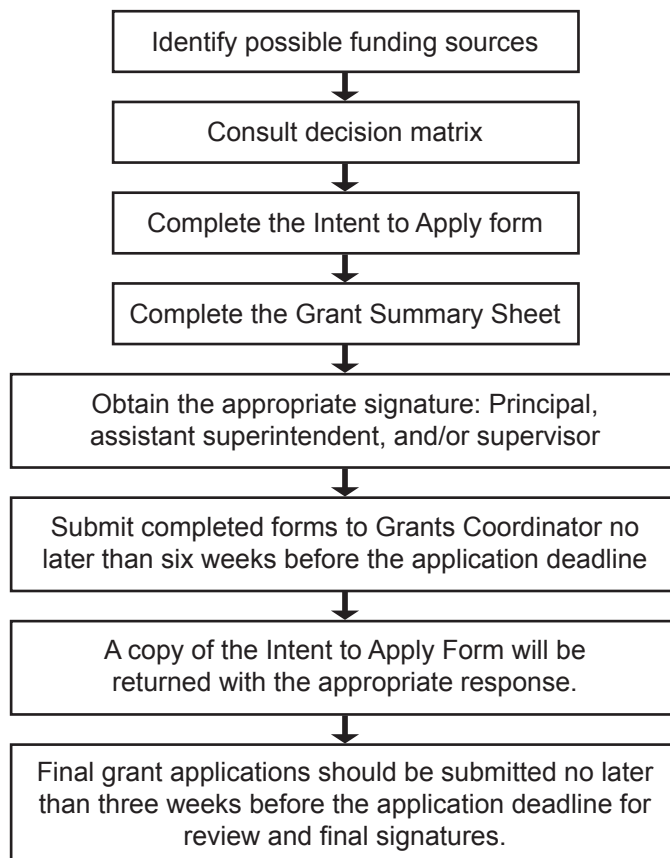 Identify possible funding sources
Consult decision matrix
Complete the Intent to Apply form
Complete the Grant Summary Sheet
Obtain the appropriate signature: Principal,
assistant superintendent, and/or supervisor
Submit completed forms to Grants Coordinator no
later than six weeks before the application deadline
A copy of the Intent to Apply Form will be
returned with the appropriate response.
Final grant applications should be submitted no later
than three weeks before the application deadline for
review and final signatures.